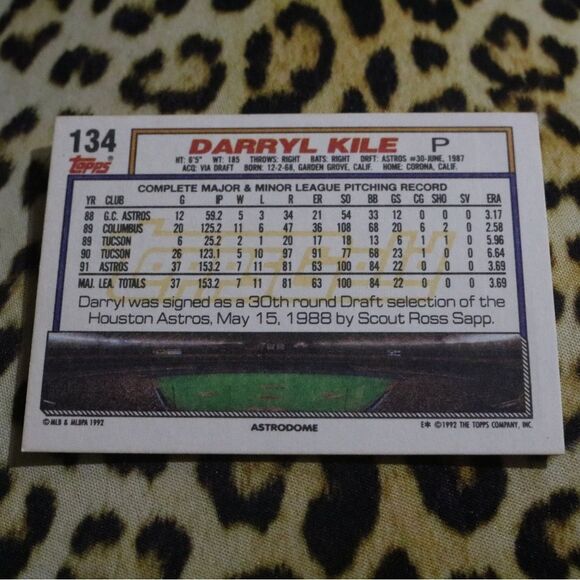 134 DARRYL KILE P
Topps HT: 6'5" WT: 185 THROWS: RIGHT BATS: RIGHT DRFT: ASTROS #30-JUNE, 1987
ACQ: VIA DRAFT BORN: 12-2-68, GARDEN GROVE, CALIF. HOME: CORONA, CALIF.
COMPLETE MAJOR & MINOR LEAGUE PITCHING RECORD
YR CLUB G IP W L R ER SO BB GS CG SHO SV ERA
88 G.C. ASTROS 12 59.2 5 3 34 21 54 33 12 0 0 0 3.17
89 COLUMBUS 20 125.2 11 6 47 36 108 68 20 6 2 0 2.58
89 TUCSON 6 25.2 2 1 20 17 18 13 6 1 1 0 5.96
90 TUCSON 26 123.1 5 10 97 91 77 68 23 1 0 0 6.64
91 ASTROS 37 153.2 7 11 81 63 100 84 22 0 0 0 3.69
MAJ. LEA. TOTALS 37 153.2 7 11 81 63 100 84 22 0 0 0 3.69
Darryl was signed as a 30th round Draft selection of the
Houston Astros, May 15, 1988 by Scout Ross Sapp.
©MLB & MLBPA 1992 ASTRODOME E* ©1992 THE TOPPS COMPANY, INC.